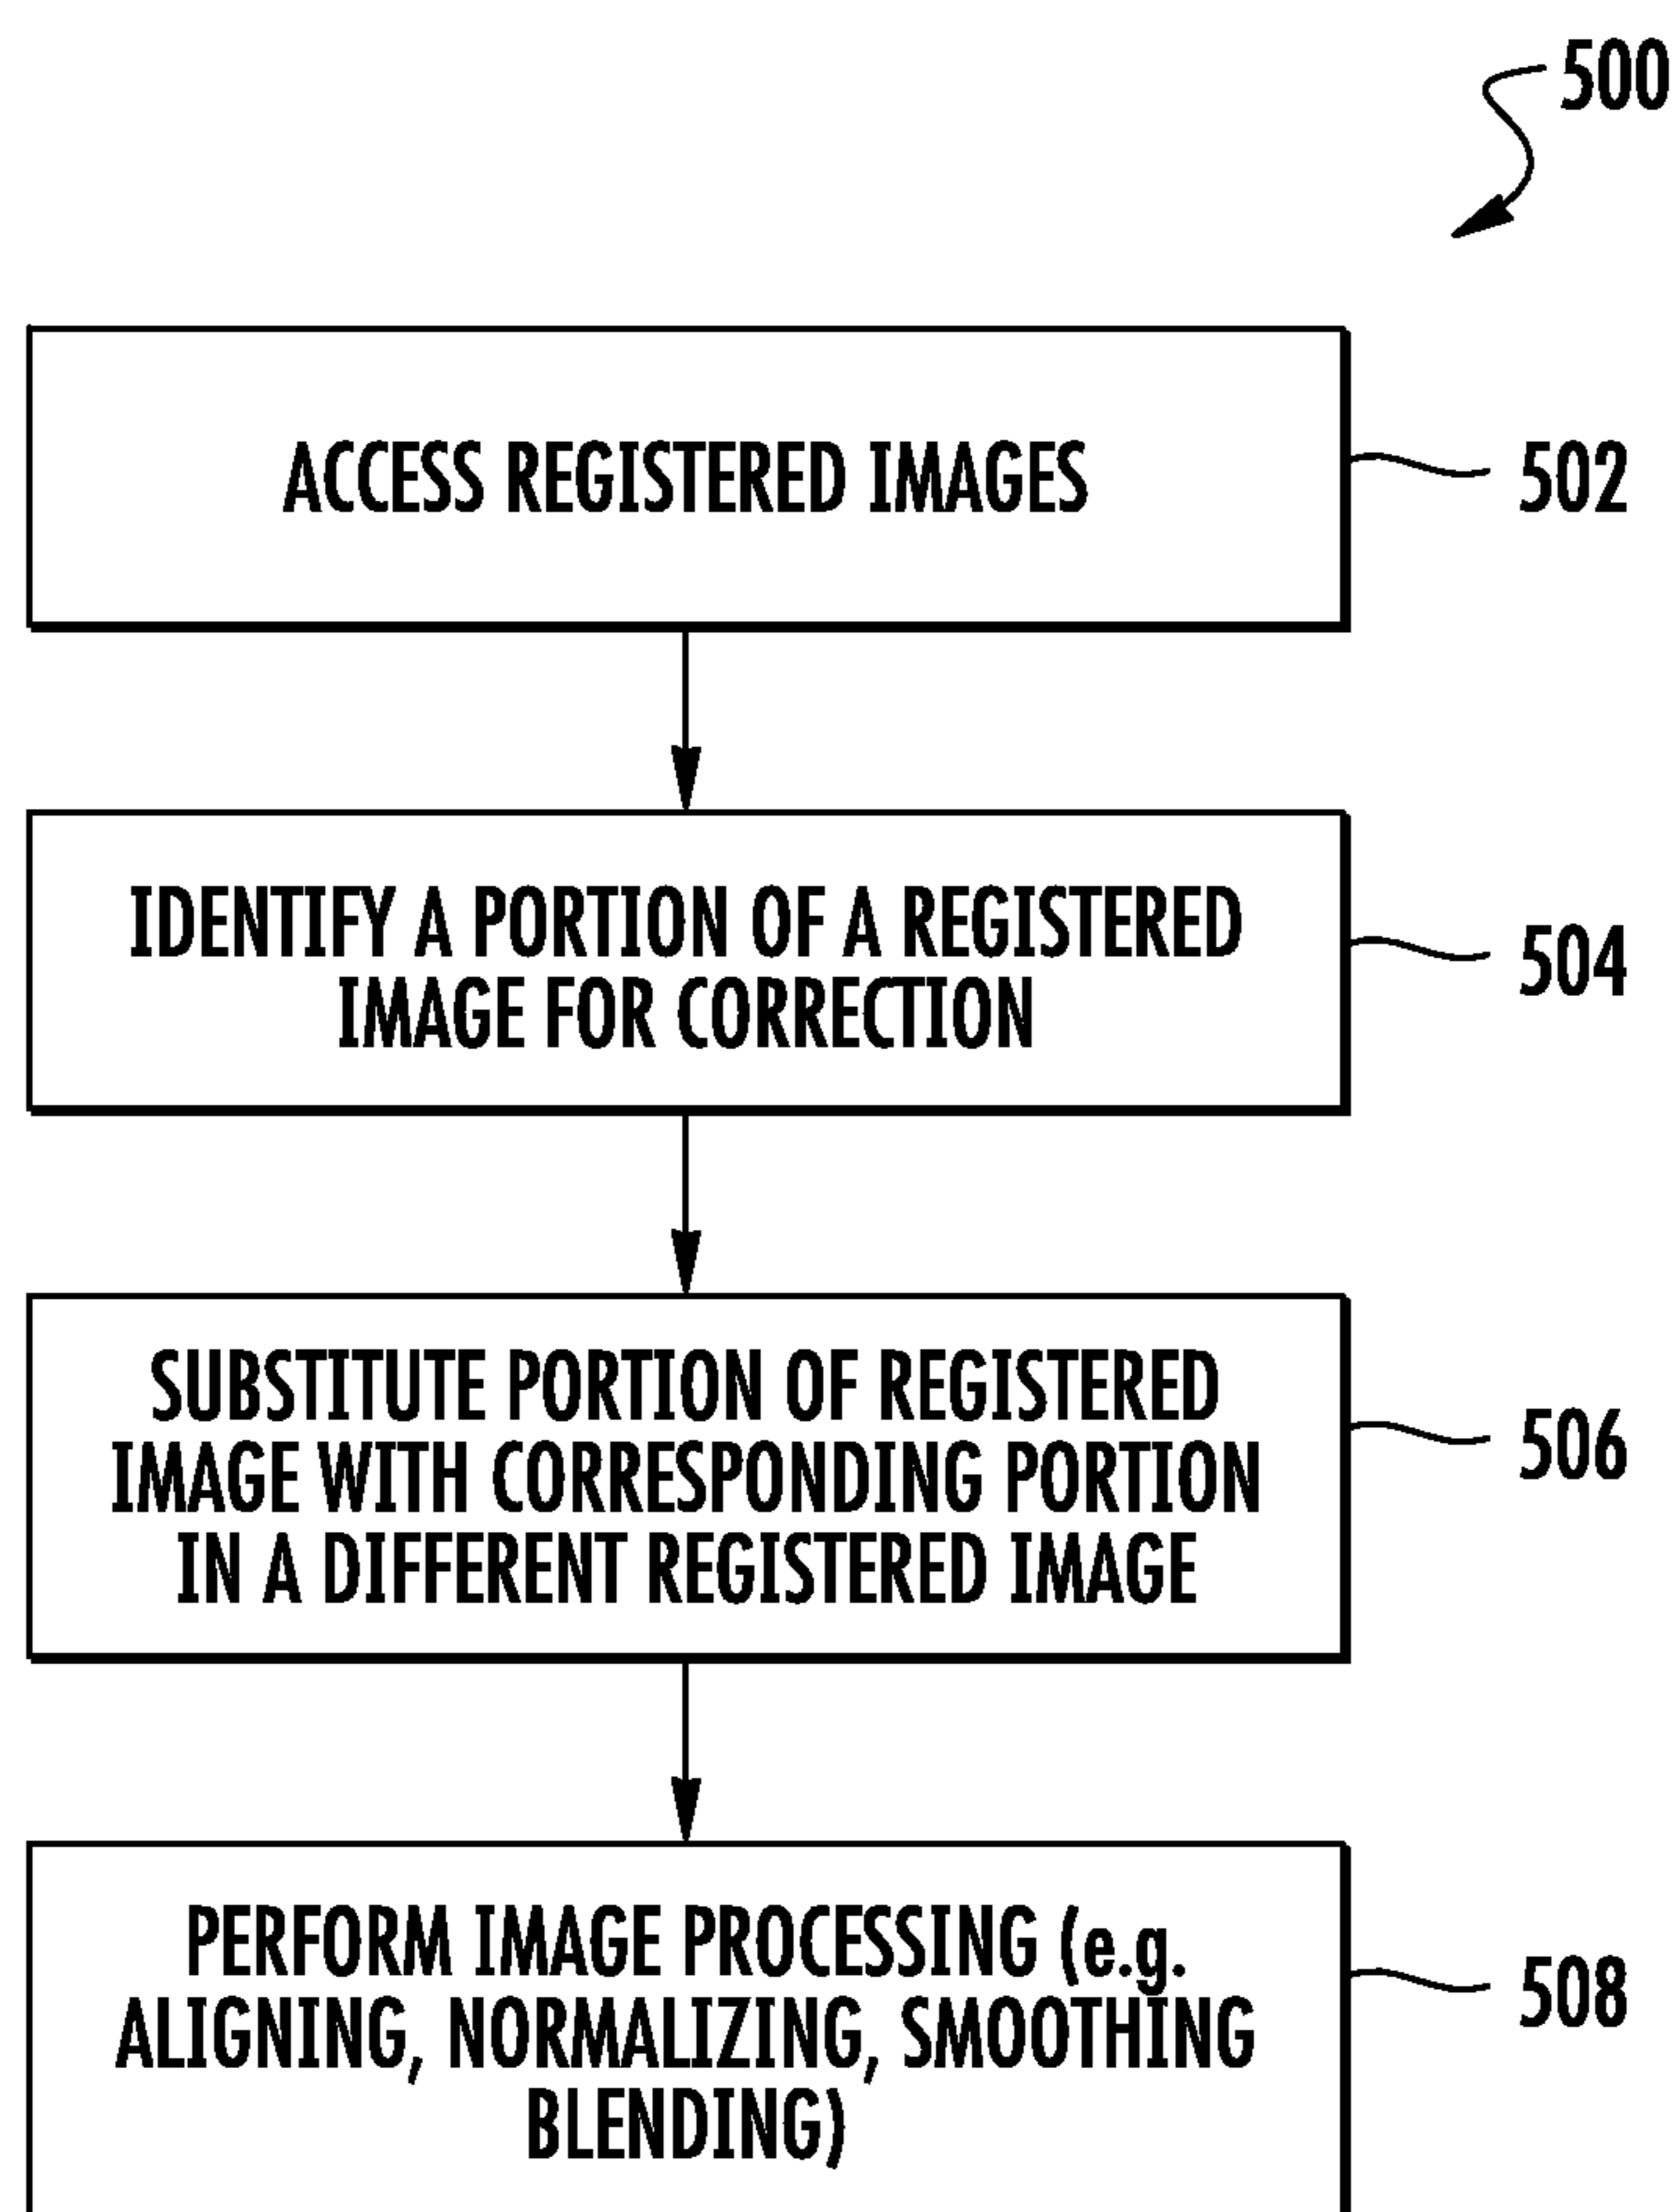 500
ACCESS REGISTERED IMAGES
502
IDENTIFY A PORTION OF A REGISTERED
IMAGE FOR CORRECTION
504
SUBSTITUTE PORTION OF REGISTERED
IMAGE WITH CORRESPONDING PORTION
IN A DIFFERENT REGISTERED IMAGE
506
PERFORM IMAGE PROCESSING (e.g.
ALIGNING, NORMALIZING, SMOOTHING
BLENDING)
508